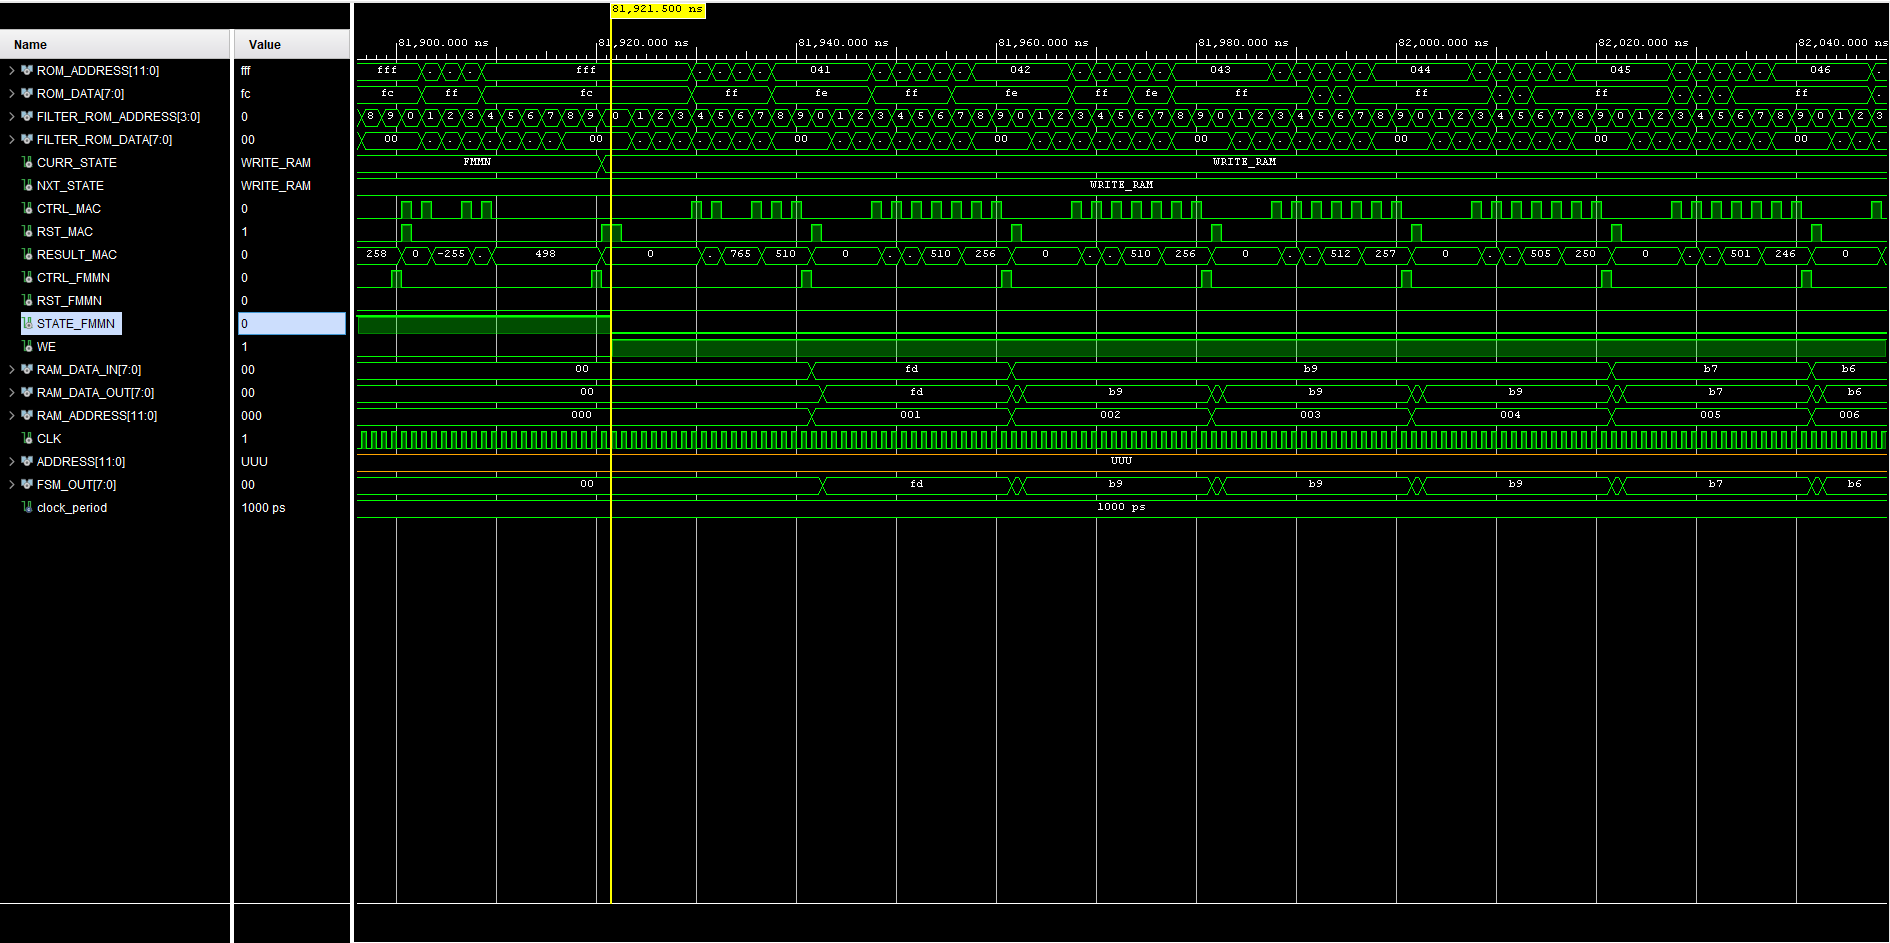 81,921.500 ns
Name Value 81,900.000 ns 81,920.000 ns 81,940.000 ns 81,960.000 ns 81,980.000 ns 82,000.000 ns 82,020.000 ns 82,040.000 ns
ROM_ADDRESS[11:0] fff fff fff 041 042 043 044 045 046
ROM_DATA[7:0] fc fc ff fc ff fe ff fe ff fe ff ff ff ff
FILTER_ROM_ADDRESS[3:0] 0 8 9 0 1 2 3 4 5 6 7 8 9 0 1 2 3 4 5 6 7 8 9 0 1 2 3 4 5 6 7 8 9 0 1 2 3 4 5 6 7 8 9 0 1 2 3 4 5 6 7 8 9 0 1 2 3 4 5 6 7 8 9 0 1 2 3 4 5 6 7 8 9 0 1 2 3
FILTER_ROM_DATA[7:0] 00 00 00 00 00 00 00 00 00
CURR_STATE WRITE_RAM FMMN WRITE_RAM
NXT_STATE WRITE_RAM WRITE_RAM
CTRL_MAC 0
RST_MAC 1
RESULT_MAC 0 258 0 -255 . 498 0 . 765 510 0 . . 510 256 0 . . 510 256 0 . . 512 257 0 . . 505 250 0 . . 501 246 0
CTRL_FMMN 0
RST_FMMN 0
STATE_FMMN 0
WE 1
RAM_DATA_IN[7:0] 00 00 fd b9 b7 b6
RAM_DATA_OUT[7:0] 00 00 fd b9 b9 b9 b7 b6
RAM_ADDRESS[11:0] 000 000 001 002 003 004 005 006
CLK 1
ADDRESS[11:0] UUU UUU
FSM_OUT[7:0] 00 00 fd b9 b9 b9 b7 b6
clock_period 1000 ps 1000 ps